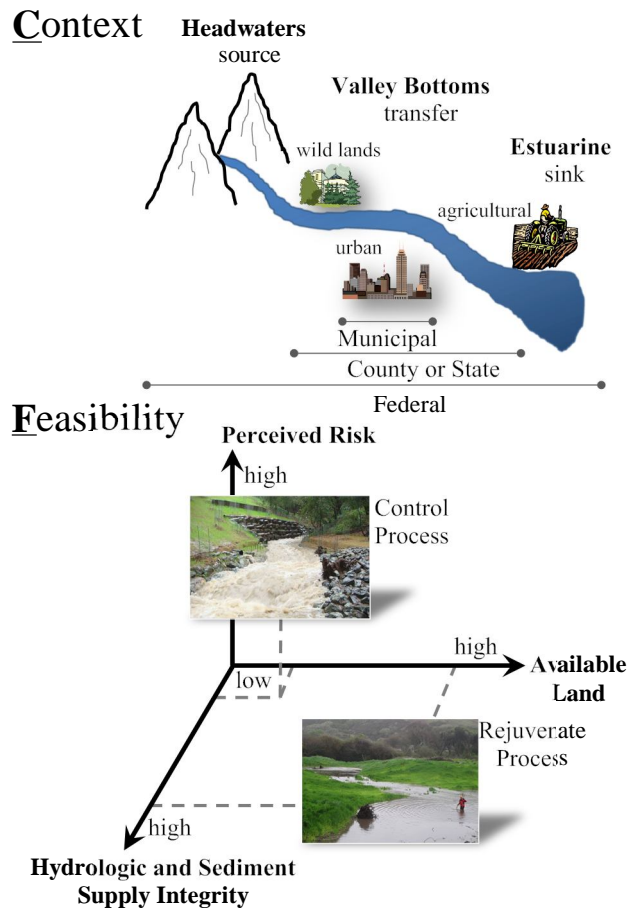 Context
Headwaters
source
Valley Bottoms
transfer
wild lands
Estuarine
sink
agricultural
urban
Municipal
County or State
Federal
Feasibility
Perceived Risk
high
Control
Process
high
low
Available
Land
Rejuvenate
Process
high
Hydrologic and Sediment
Supply Integrity